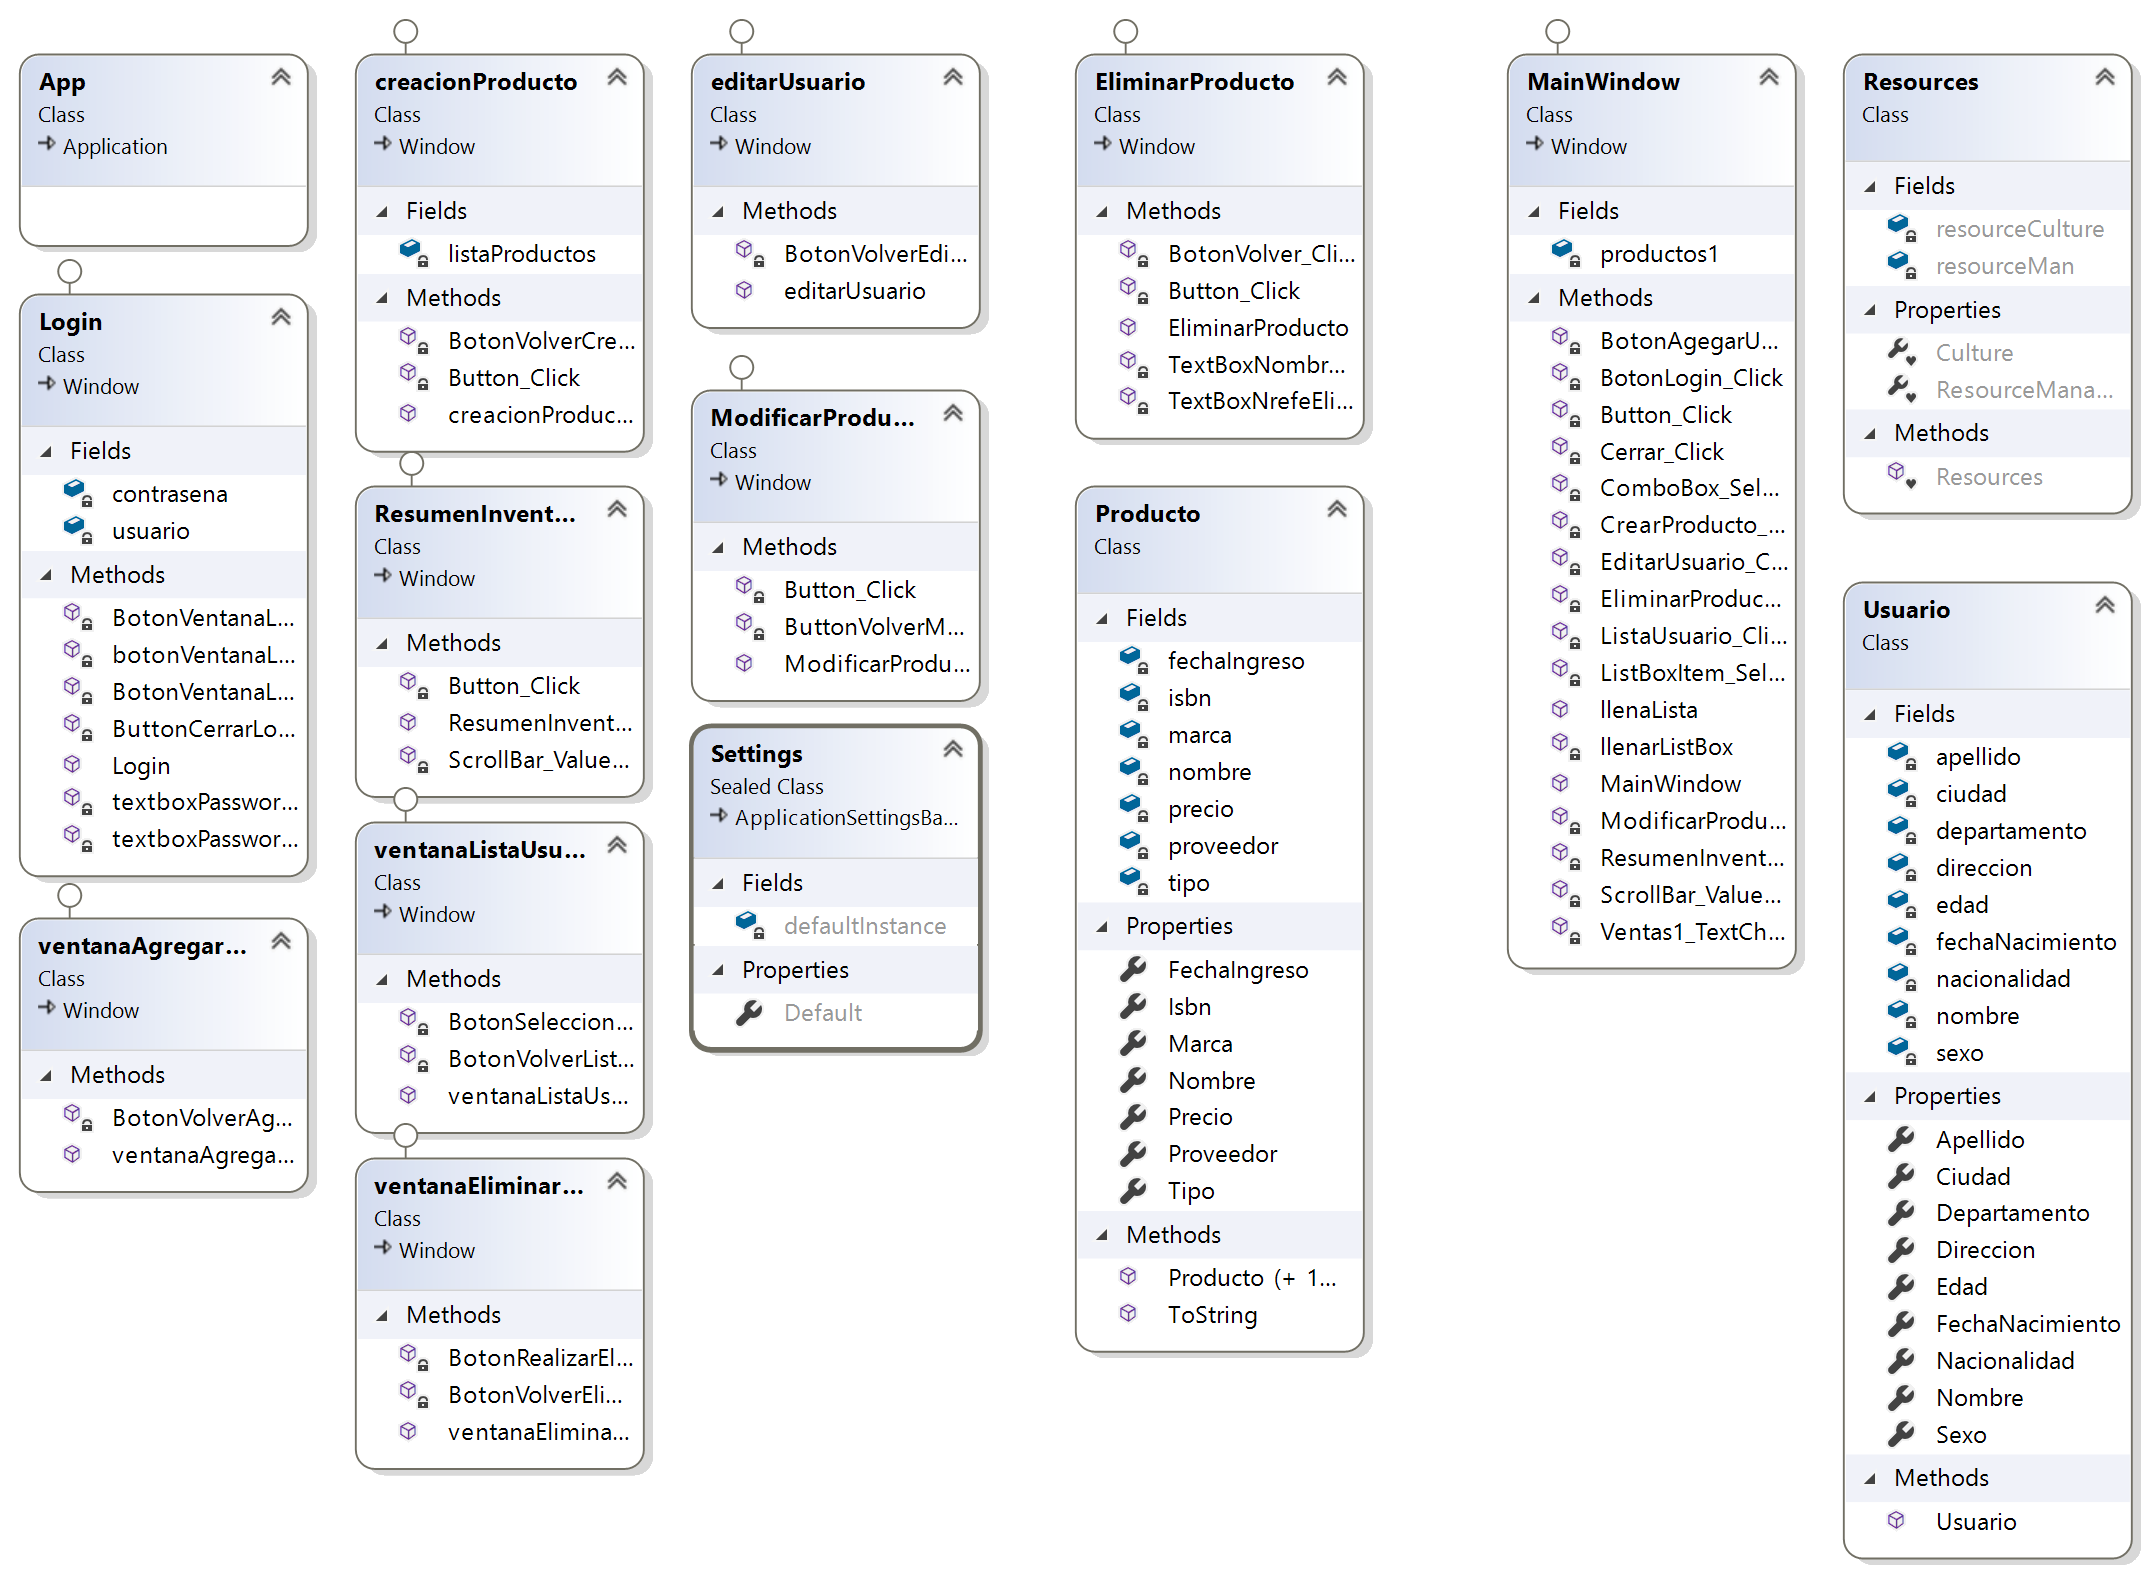 App
Class
Application
Login
Class
Window
Fields
contrasena
usuario
Methods
BotonVentanaL...
botonVentanaL...
BotonVentanaL...
ButtonCerrarLo...
Login
textboxPasswor...
textboxPasswor...
ventanaAgregar...
Class
Window
Methods
BotonVolverAg...
ventanaAgrega...
creacionProducto
Class
Window
Fields
listaProductos
Methods
BotonVolverCre...
Button_Click
creacionProduc...
ResumenInvent...
Class
Window
Methods
Button_Click
ResumenInvent...
ScrollBar_Value...
ventanaListaUsu...
Class
Window
Methods
BotonSeleccion...
BotonVolverList...
ventanaListaUs...
ventanaEliminar...
Class
Window
Methods
BotonRealizarEl...
BotonVolverEli...
ventanaElimina...
editarUsuario
Class
Window
Methods
BotonVolverEdi...
editarUsuario
ModificarProdu...
Class
Window
Methods
Button_Click
ButtonVolverM...
ModificarProdu...
Settings
Sealed Class
ApplicationSettingsBa...
Fields
defaultInstance
Properties
Default
EliminarProducto
Class
Window
Methods
BotonVolver_Cli...
Button_Click
EliminarProducto
TextBoxNombr...
TextBoxNrefeEli...
Producto
Class
Fields
fechaIngreso
isbn
marca
nombre
precio
proveedor
tipo
Properties
FechaIngreso
Isbn
Marca
Nombre
Precio
Proveedor
Tipo
Methods
Producto (+ 1...
ToString
MainWindow
Class
Window
Fields
productos1
Methods
BotonAgegarU...
BotonLogin_Click
Button_Click
Cerrar_Click
ComboBox_Sel...
CrearProducto_...
EditarUsuario_C...
EliminarProduc...
ListaUsuario_Cli...
ListBoxItem_Sel...
llenaLista
llenarListBox
MainWindow
ModificarProdu...
ResumenInvent...
ScrollBar_Value...
Ventas1_TextCh...
Resources
Class
Fields
resourceCulture
resourceMan
Properties
Culture
ResourceMana...
Methods
Resources
Usuario
Class
Fields
apellido
ciudad
departamento
direccion
edad
fechaNacimiento
nacionalidad
nombre
sexo
Properties
Apellido
Ciudad
Departamento
Direccion
Edad
FechaNacimiento
Nacionalidad
Nombre
Sexo
Methods
Usuario